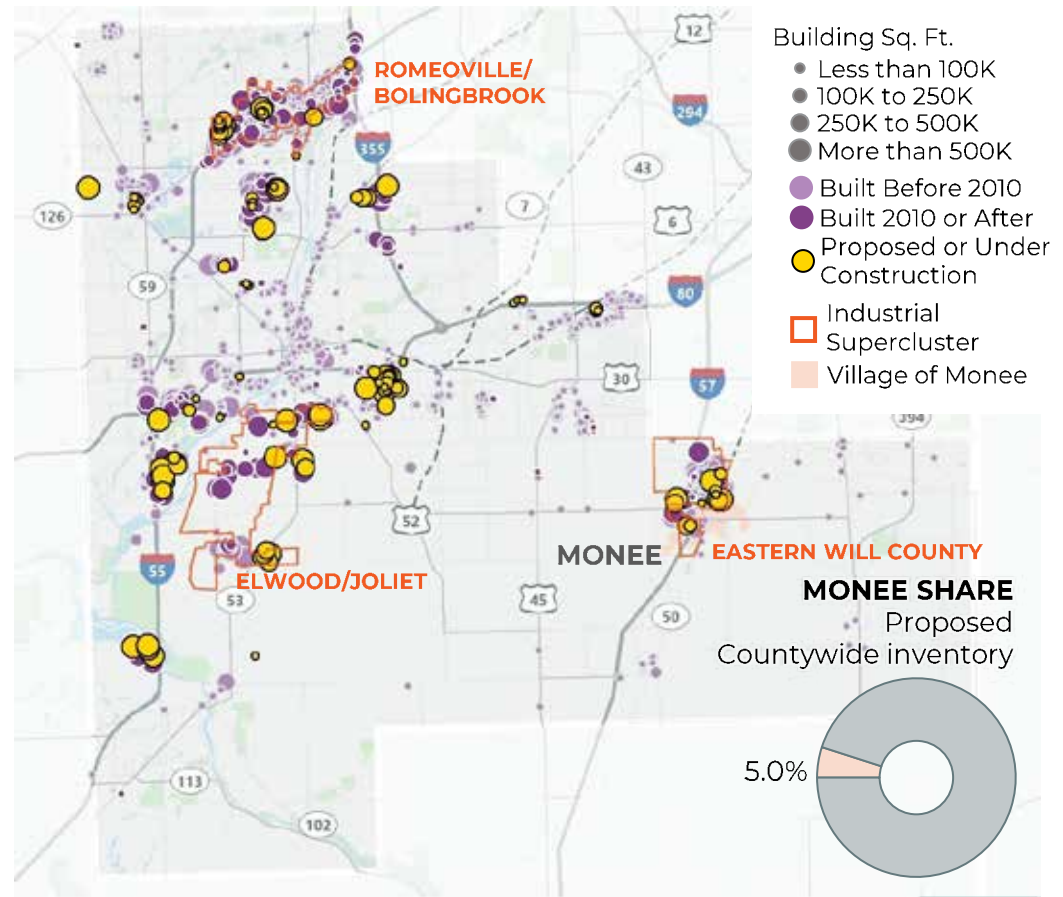 Building Sq. Ft.
Less than 100K
100K to 250K
250K to 500K
More than 500K
Built Before 2010
Built 2010 or After
Proposed or Under
Construction
Industrial
Supercluster
Village of Monee
12
ROMEOVILLE/
BOLINGBROOK
294
355
43
126
7
6
59
80
30
57
394
52
MONEE
EASTERN WILL COUNTY
55
ELWOOD/JOLIET
53
45
50
MONEE SHARE
Proposed
Countywide inventory
5.0%
113
102